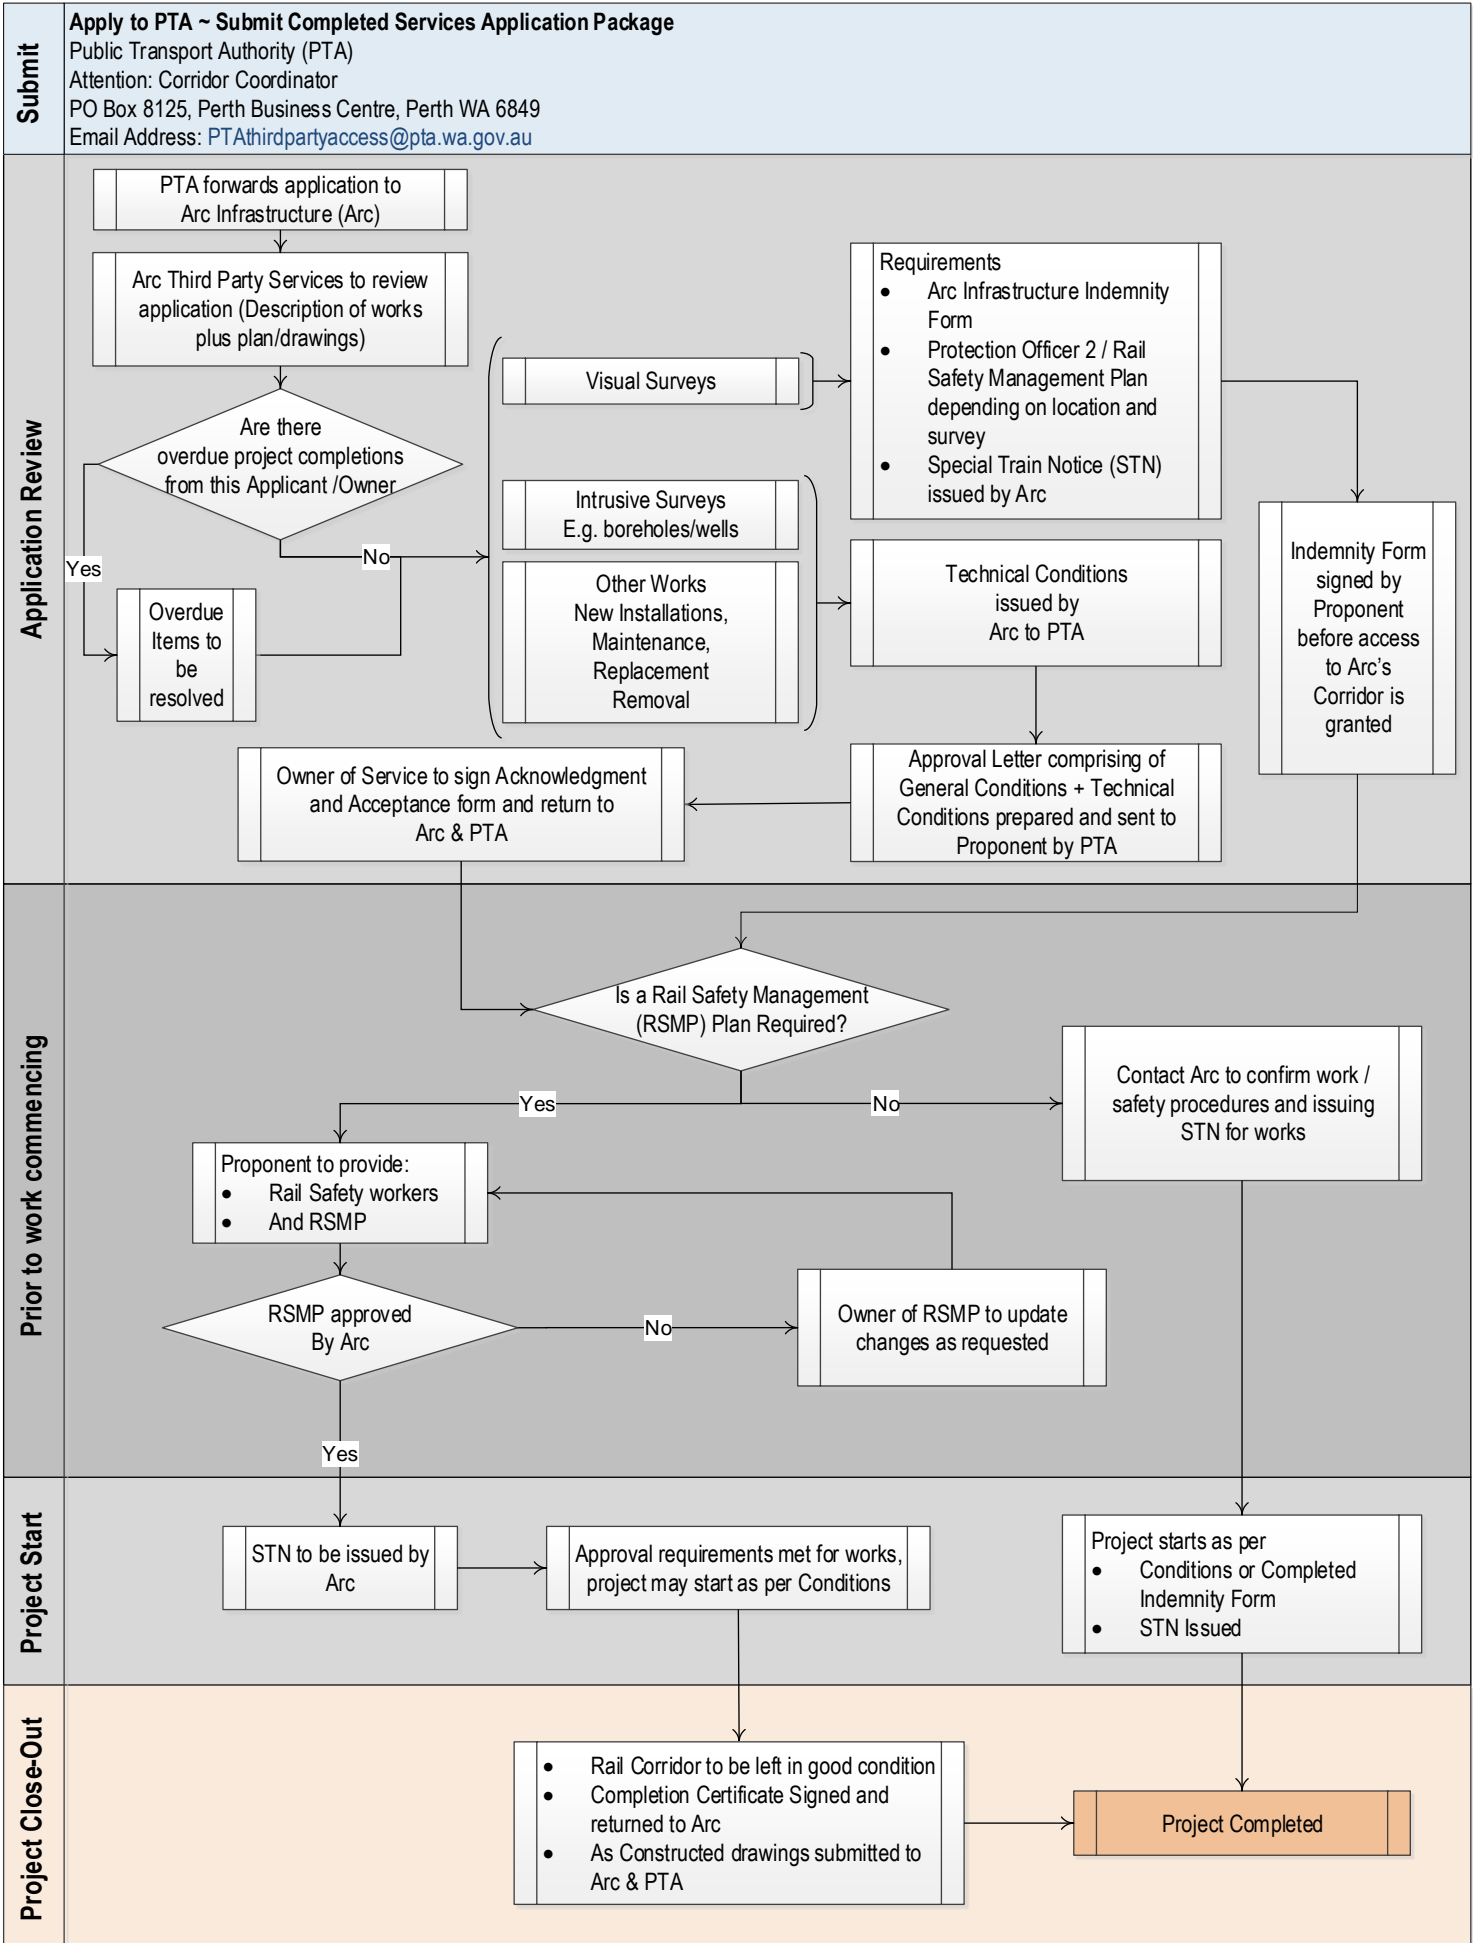 Submit
Apply to PTA ~ Submit Completed Services Application Package
Public Transport Authority (PTA)
Attention: Corridor Coordinator
PO Box 8125, Perth Business Centre, Perth WA 6849
Email Address: PTAthirdpartyaccess@pta.wa.gov.au
Application Review
PTA forwards application to
Arc Infrastructure (Arc)
Arc Third Party Services to review
application (Description of works
plus plan/drawings)
Are there
overdue project completions
from this Applicant /Owner
Yes
No
Overdue
Items to
be
resolved
Visual Surveys
Intrusive Surveys
E.g. boreholes/wells
Other Works
New Installations,
Maintenance,
Replacement
Removal
Requirements
• Arc Infrastructure Indemnity
Form
• Protection Officer 2 / Rail
Safety Management Plan
depending on location and
survey
• Special Train Notice (STN)
issued by Arc
Technical Conditions
issued by
Arc to PTA
Indemnity Form
signed by
Proponent
before access
to Arc's
Corridor is
granted
Approval Letter comprising of
General Conditions + Technical
Conditions prepared and sent to
Proponent by PTA
Owner of Service to sign Acknowledgment
and Acceptance form and return to
Arc & PTA
Prior to work commencing
Is a Rail Safety Management
(RSMP) Plan Required?
Yes
No
Contact Arc to confirm work /
safety procedures and issuing
STN for works
Proponent to provide:
• Rail Safety workers
• And RSMP
RSMP approved
By Arc
No
Owner of RSMP to update
changes as requested
Yes
Project Start
STN to be issued by
Arc
Approval requirements met for works,
project may start as per Conditions
Project starts as per
• Conditions or Completed
Indemnity Form
• STN Issued
Project Close-Out
• Rail Corridor to be left in good condition
• Completion Certificate Signed and
returned to Arc
• As Constructed drawings submitted to
Arc & PTA
Project Completed